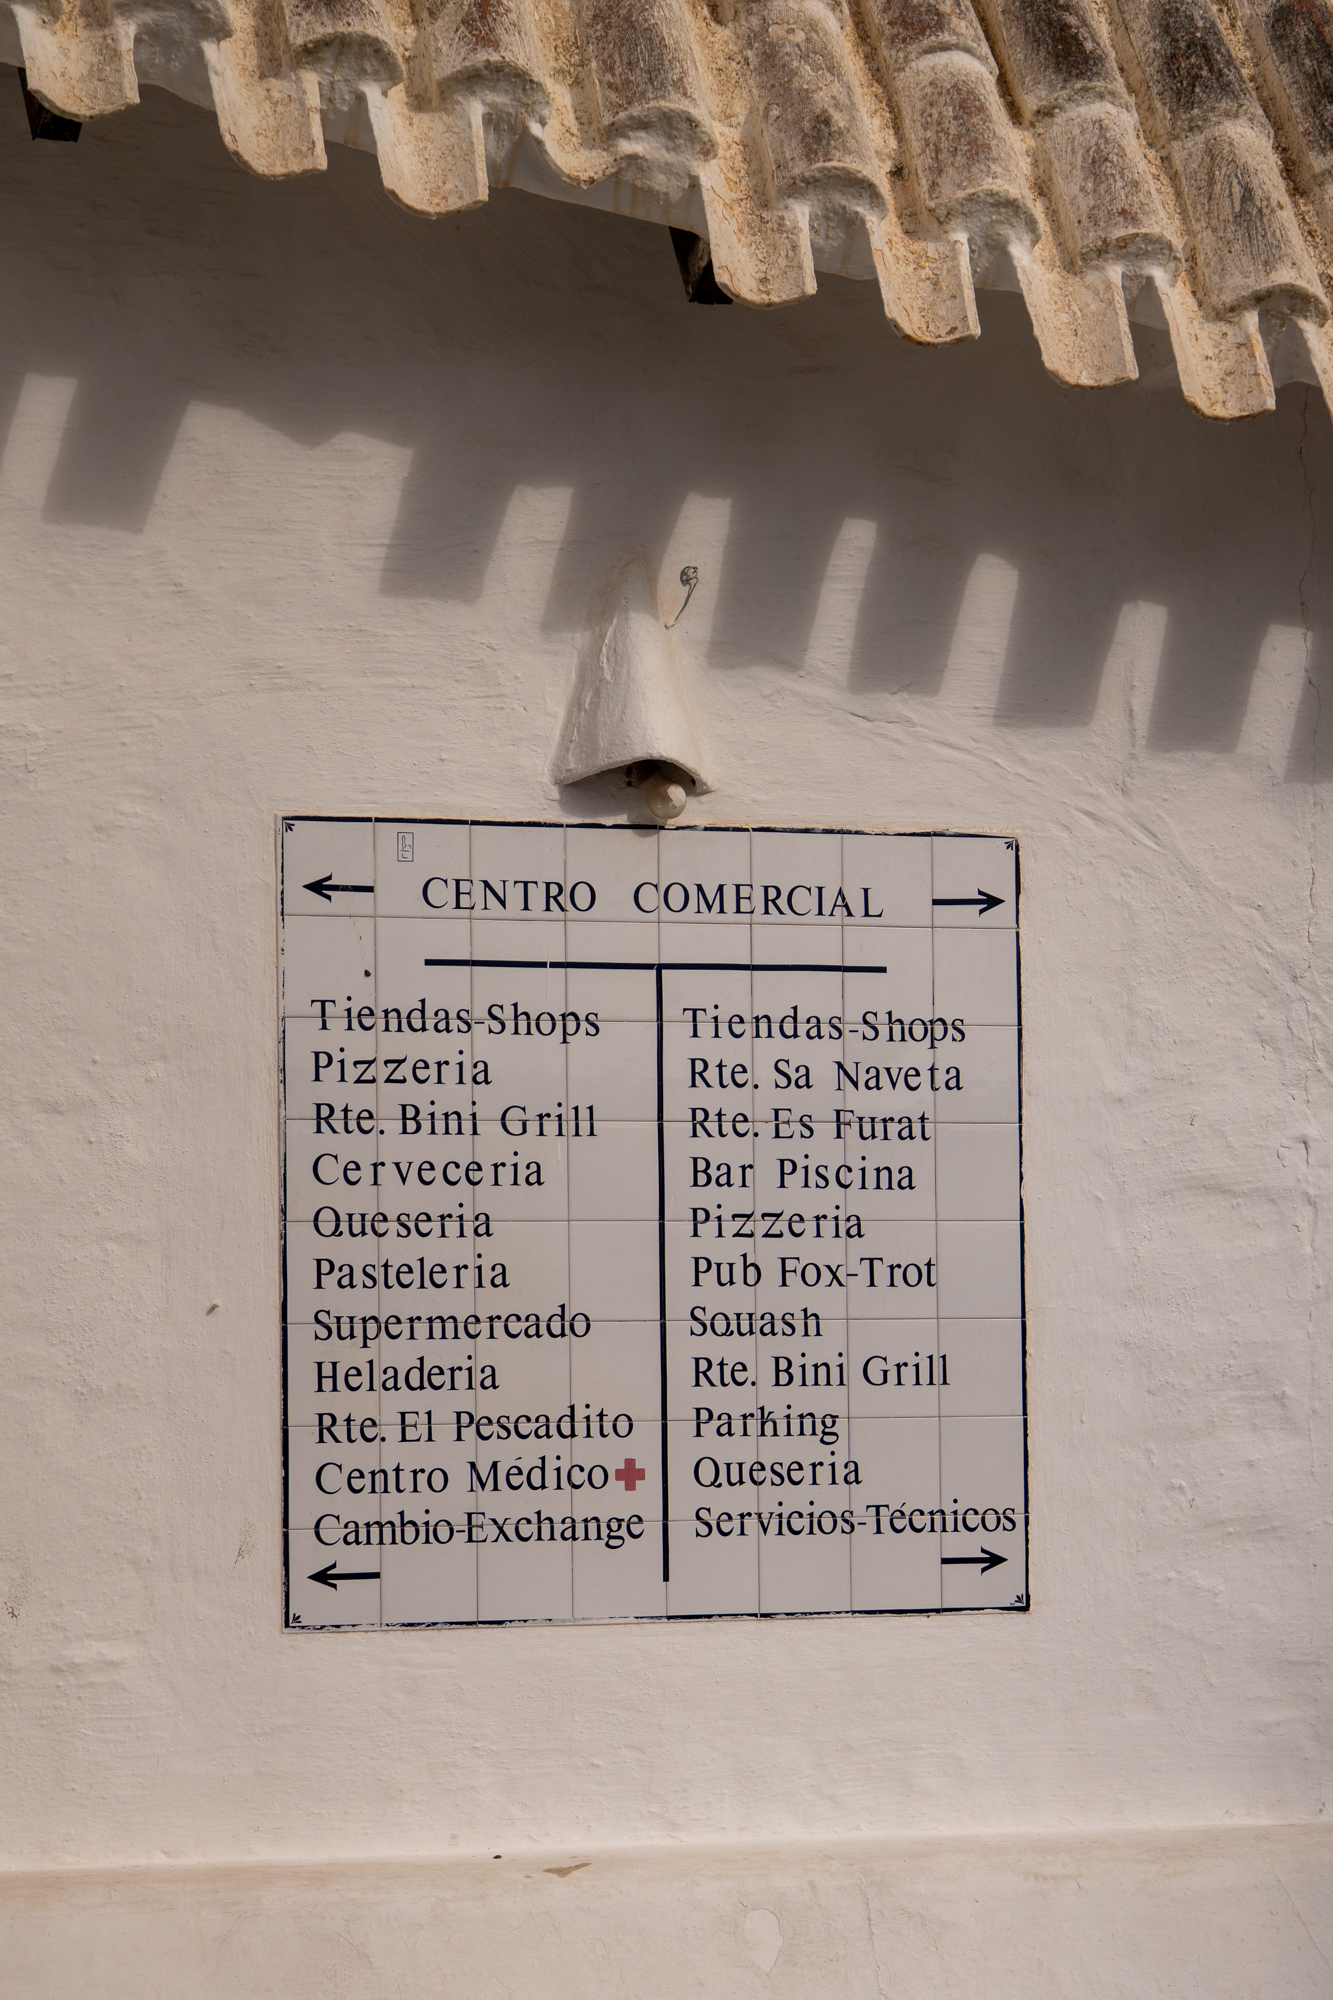 ← CENTRO COMERCIAL →
Tiendas-Shops
Pizzeria
Rte. Bini Grill
Cerveceria
Queseria
Pasteleria
Supermercado
Heladeria
Rte. El Pescadito
Centro Médico
Cambio-Exchange
←
Tiendas-Shops
Rte. Sa Naveta
Rte. Es Furat
Bar Piscina
Pizzeria
Pub Fox-Trot
Squash
Rte. Bini Grill
Parking
Queseria
Servicios-Técnicos
→